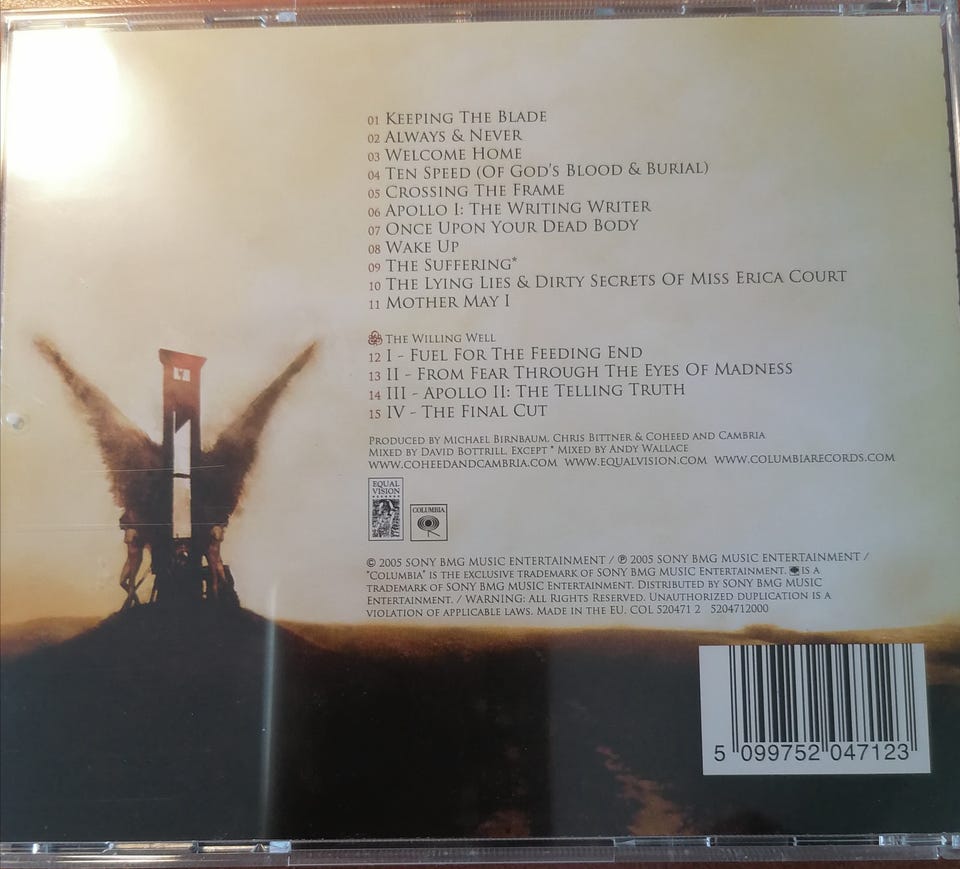 01 Keeping The Blade
02 Always & Never
03 Welcome Home
04 Ten Speed (Of God's Blood & Burial)
05 Crossing The Frame
06 Apollo I: The Writing Writer
07 Once Upon Your Dead Body
08 Wake Up
09 The Suffering*
10 The Lying Lies & Dirty Secrets Of Miss Erica Court
11 Mother May I
The Willing Well
12 I - Fuel For The Feeding End
13 II - From Fear Through The Eyes Of Madness
14 III - Apollo II: The Telling Truth
15 IV - The Final Cut
Produced by Michael Birnbaum, Chris Bittner & Coheed and Cambria
Mixed by David Bottrill, Except * Mixed by Andy Wallace
www.coheedandcambria.com www.equalvision.com www.columbiarecords.com
EQUAL
VISION
COLUMBIA
© 2005 SONY BMG MUSIC ENTERTAINMENT / ℗ 2005 SONY BMG MUSIC ENTERTAINMENT /
"Columbia" is the exclusive trademark of SONY BMG MUSIC ENTERTAINMENT. is a
trademark of SONY BMG MUSIC Entertainment. Distributed by SONY BMG MUSIC
Entertainment. / WARNING: All Rights Reserved. Unauthorized duplication is a
violation of applicable laws. Made in the EU. COL 520471 2 5204712000
5 099752 047123